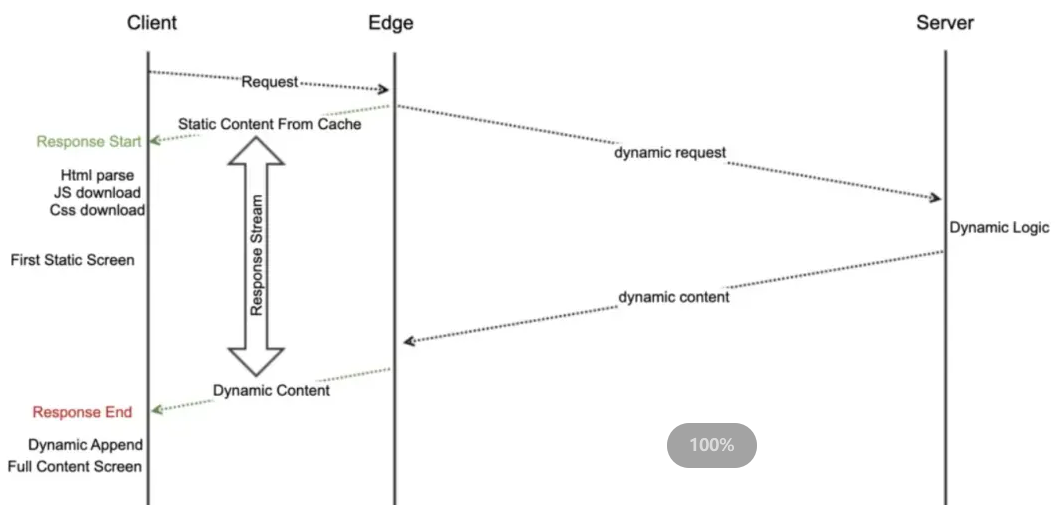 Client
Edge
Server
Request
Static Content From Cache
Response Start
dynamic request
Html parse
JS download
Css download
Response Stream
Dynamic Logic
First Static Screen
dynamic content
Dynamic Content
Response End
Dynamic Append
Full Content Screen
100%